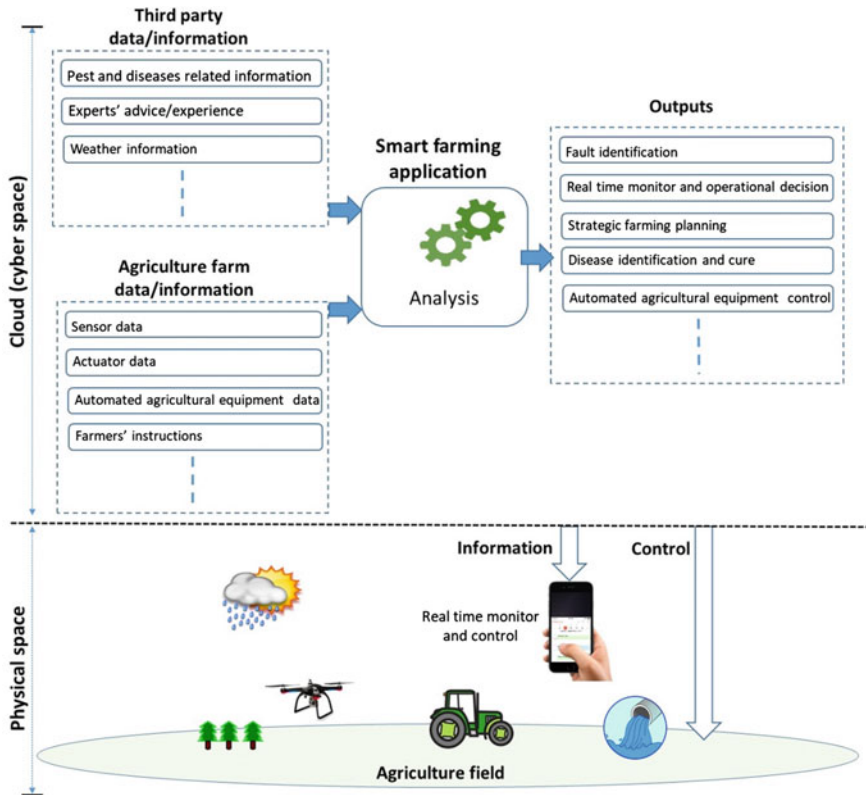 Third party
data/information
Pest and diseases related information
Experts' advice/experience
Weather information
Agriculture farm
data/information
Sensor data
Actuator data
Automated agricultural equipment data
Farmers' instructions
Smart farming
application
Analysis
Outputs
Fault identification
Real time monitor and operational decision
Strategic farming planning
Disease identification and cure
Automated agricultural equipment control
Cloud (cyber space)
Information
Control
Real time monitor
and control
Physical space
Agriculture field